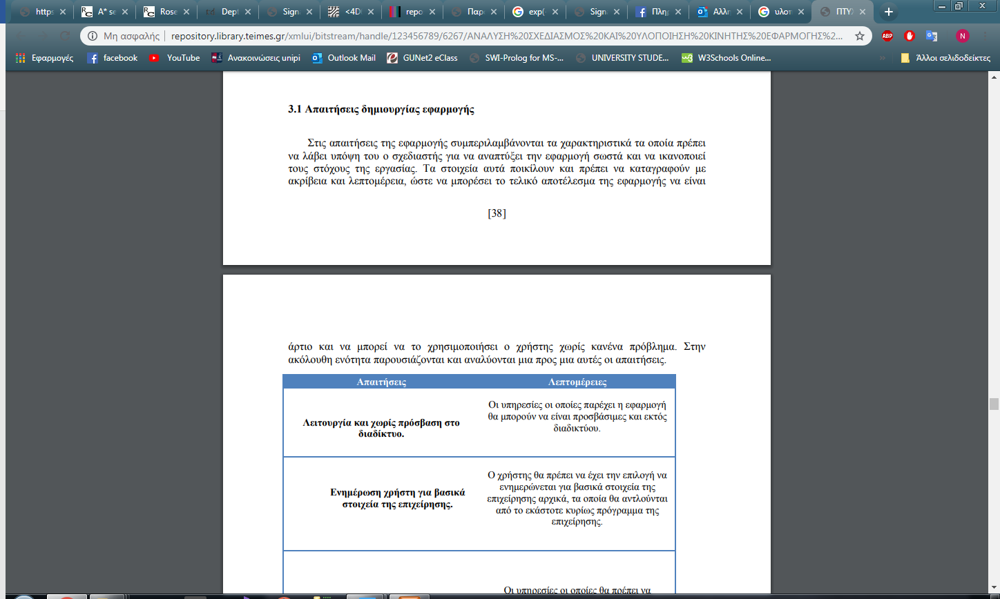 https
A* se
Rose
Dept
Signa
<4D
repo
Παρο
exp(-
Signa
Πληρ
Αλλη
υλοπ
ΠΤΥΧ
Μη ασφαλής | repository.library.teimes.gr/xmlui/bitstream/handle/123456789/6267/ΑΝΑΛΥΣΗ%20ΣΧΕΔΙΑΣΜΟΣ%20ΚΑΙ%20ΥΛΟΠΟΙΗΣΗ%20ΚΙΝΗΤΗΣ%20ΕΦΑΡΜΟΓΗΣ%2...
ABP
N
Εφαρμογές
facebook
YouTube
Ανακοινώσεις unipi
Outlook Mail
GUNet2 eClass
SWI-Prolog for MS-...
UNIVERSITY STUDE...
W3Schools Online...
Άλλοι σελιδοδείκτες
3.1 Απαιτήσεις δημιουργίας εφαρμογής
Στις απαιτήσεις της εφαρμογής συμπεριλαμβάνονται τα χαρακτηριστικά τα οποία πρέπει
να λάβει υπόψη του ο σχεδιαστής για να αναπτύξει την εφαρμογή σωστά και να ικανοποιεί
τους στόχους της εργασίας. Τα στοιχεία αυτά ποικίλουν και πρέπει να καταγραφούν με
ακρίβεια και λεπτομέρεια, ώστε να μπορέσει το τελικό αποτέλεσμα της εφαρμογής να είναι
[38]
άρτιο και να μπορεί να το χρησιμοποιήσει ο χρήστης χωρίς κανένα πρόβλημα. Στην
ακόλουθη ενότητα παρουσιάζονται και αναλύονται μια προς μια αυτές οι απαιτήσεις.
Απαιτήσεις
Λεπτομέρειες
Λειτουργία και χωρίς πρόσβαση στο
διαδίκτυο.
Οι υπηρεσίες οι οποίες παρέχει η εφαρμογή
θα μπορούν να είναι προσβάσιμες και εκτός
διαδικτύου.
Ενημέρωση χρήστη για βασικά
στοιχεία της επιχείρησης.
Ο χρήστης θα πρέπει να έχει την επιλογή να
ενημερώνεται για βασικά στοιχεία της
επιχείρησης αρχικά, τα οποία θα αντλούνται
από το εκάστοτε κυρίως πρόγραμμα της
επιχείρησης.
Οι υπηρεσίες οι οποίες θα πρέπει να